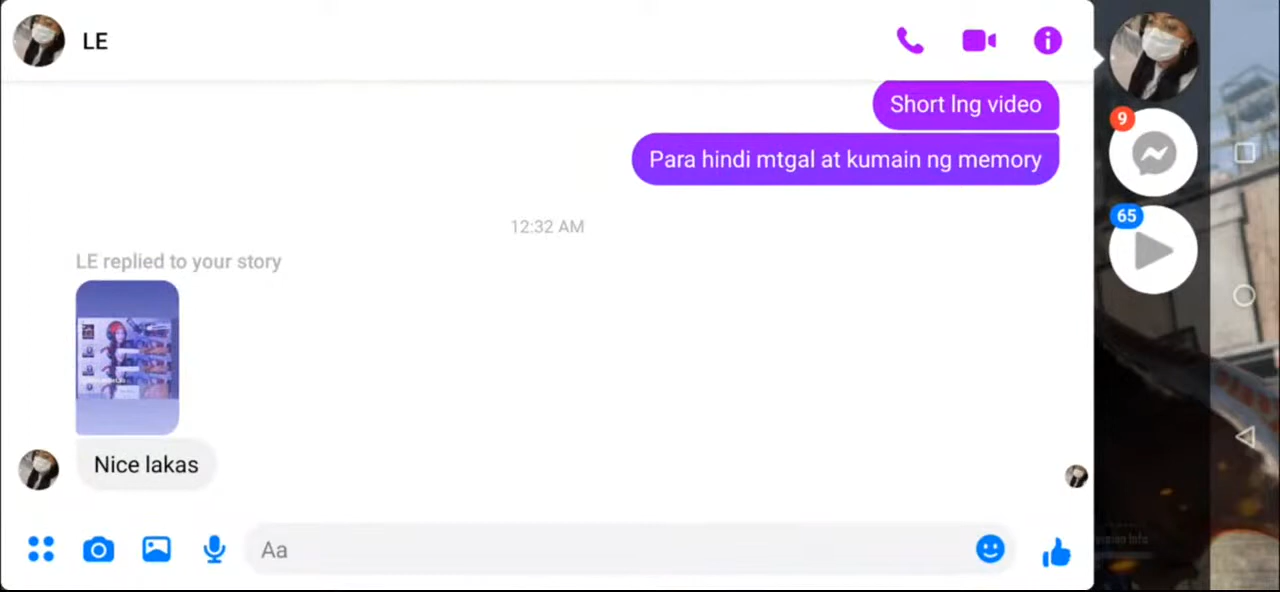 LE
Short lng video
Para hindi mtgal at kumain ng memory
12:32 AM
LE replied to your story
Nice lakas
Aa
9
65